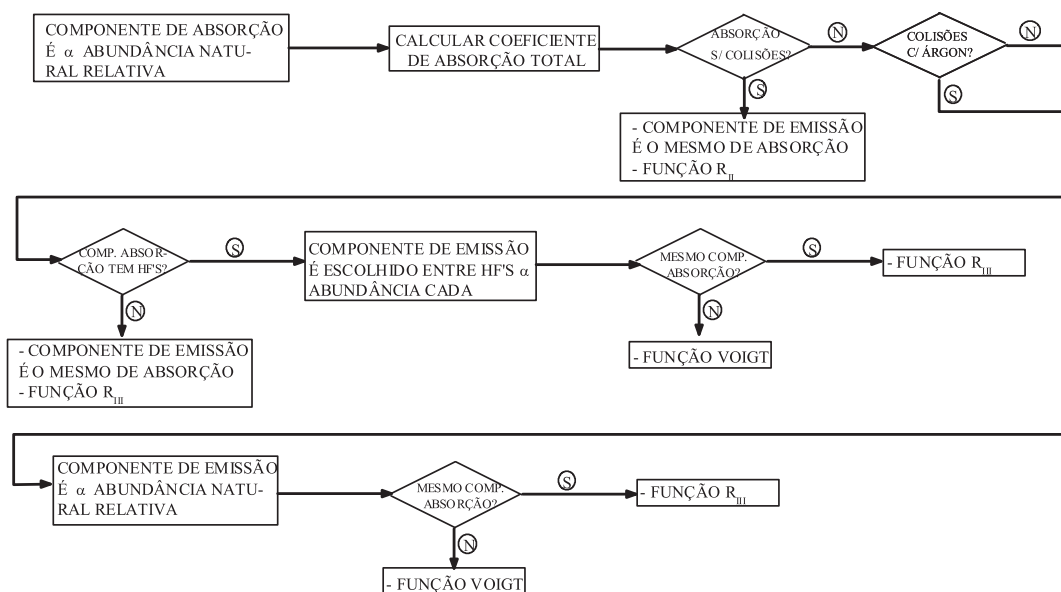 COMPONENTE DE ABSORÇÃO
É α ABUNDÂNCIA NATU-
RAL RELATIVA
CALCULAR COEFICIENTE
DE ABSORÇÃO TOTAL
ABSORÇÃO
S/ COLISÕES?
N
COLISÕES
C/ ÁRGON?
N
S
S
- COMPONENTE DE EMISSÃO
É O MESMO DE ABSORÇÃO
- FUNÇÃO R_II
COMP. ABSOR-
ÇÃO TEM HF'S?
S
COMPONENTE DE EMISSÃO
É ESCOLHIDO ENTRE HF'S α
ABUNDÂNCIA CADA
MESMO COMP.
ABSORÇÃO?
S
- FUNÇÃO R_III
N
N
- COMPONENTE DE EMISSÃO
É O MESMO DE ABSORÇÃO
- FUNÇÃO R_III
- FUNÇÃO VOIGT
COMPONENTE DE EMISSÃO
É α ABUNDÂNCIA NATU-
RAL RELATIVA
MESMO COMP.
ABSORÇÃO?
S
- FUNÇÃO R_III
N
- FUNÇÃO VOIGT